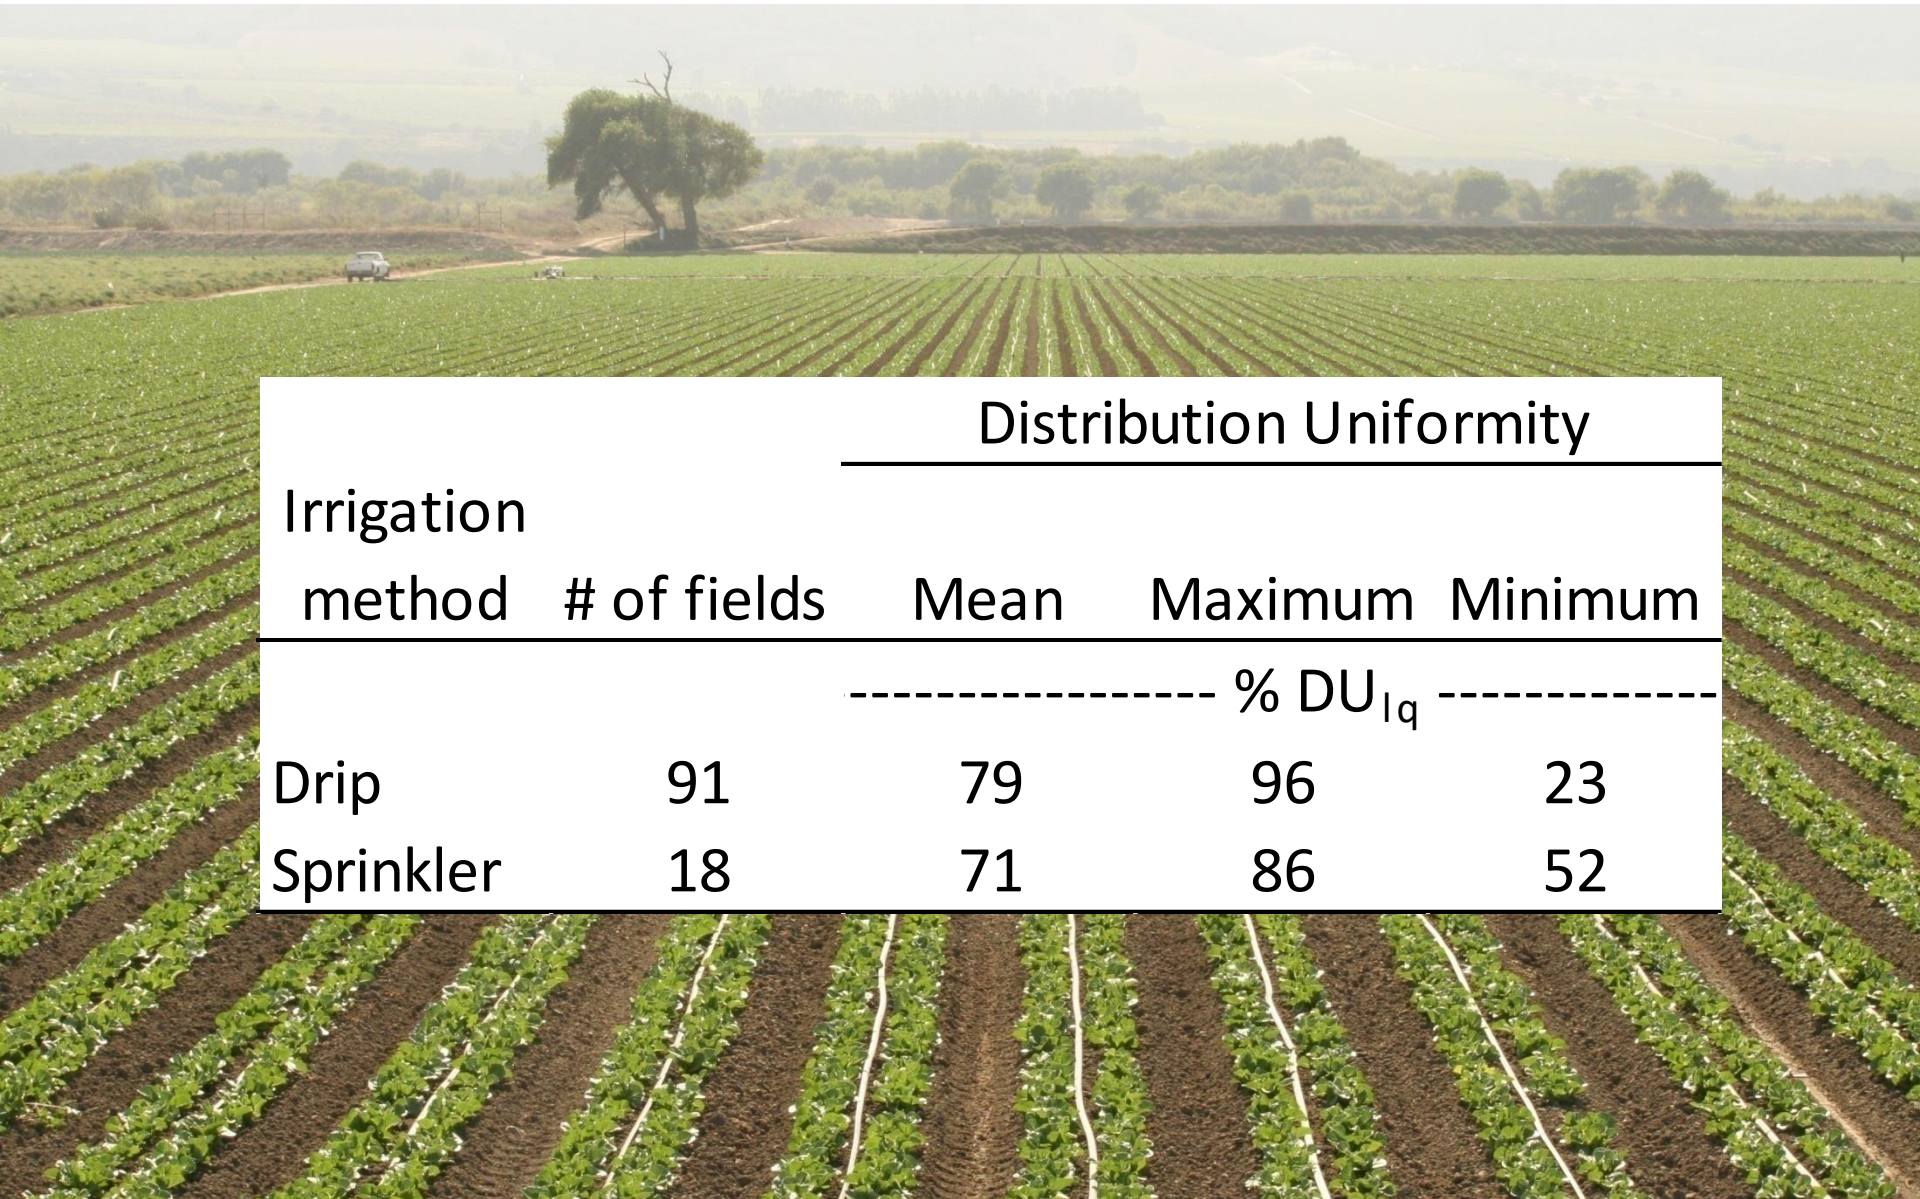 Distribution Uniformity
Irrigation
method # of fields Mean Maximum Minimum
----------------- % DUlq -------------
Drip 91 79 96 23
Sprinkler 18 71 86 52